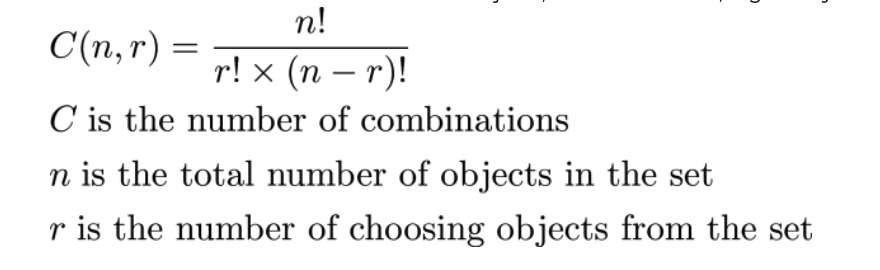 C(n, r) = n! / r! × (n − r)!
C is the number of combinations
n is the total number of objects in the set
r is the number of choosing objects from the set